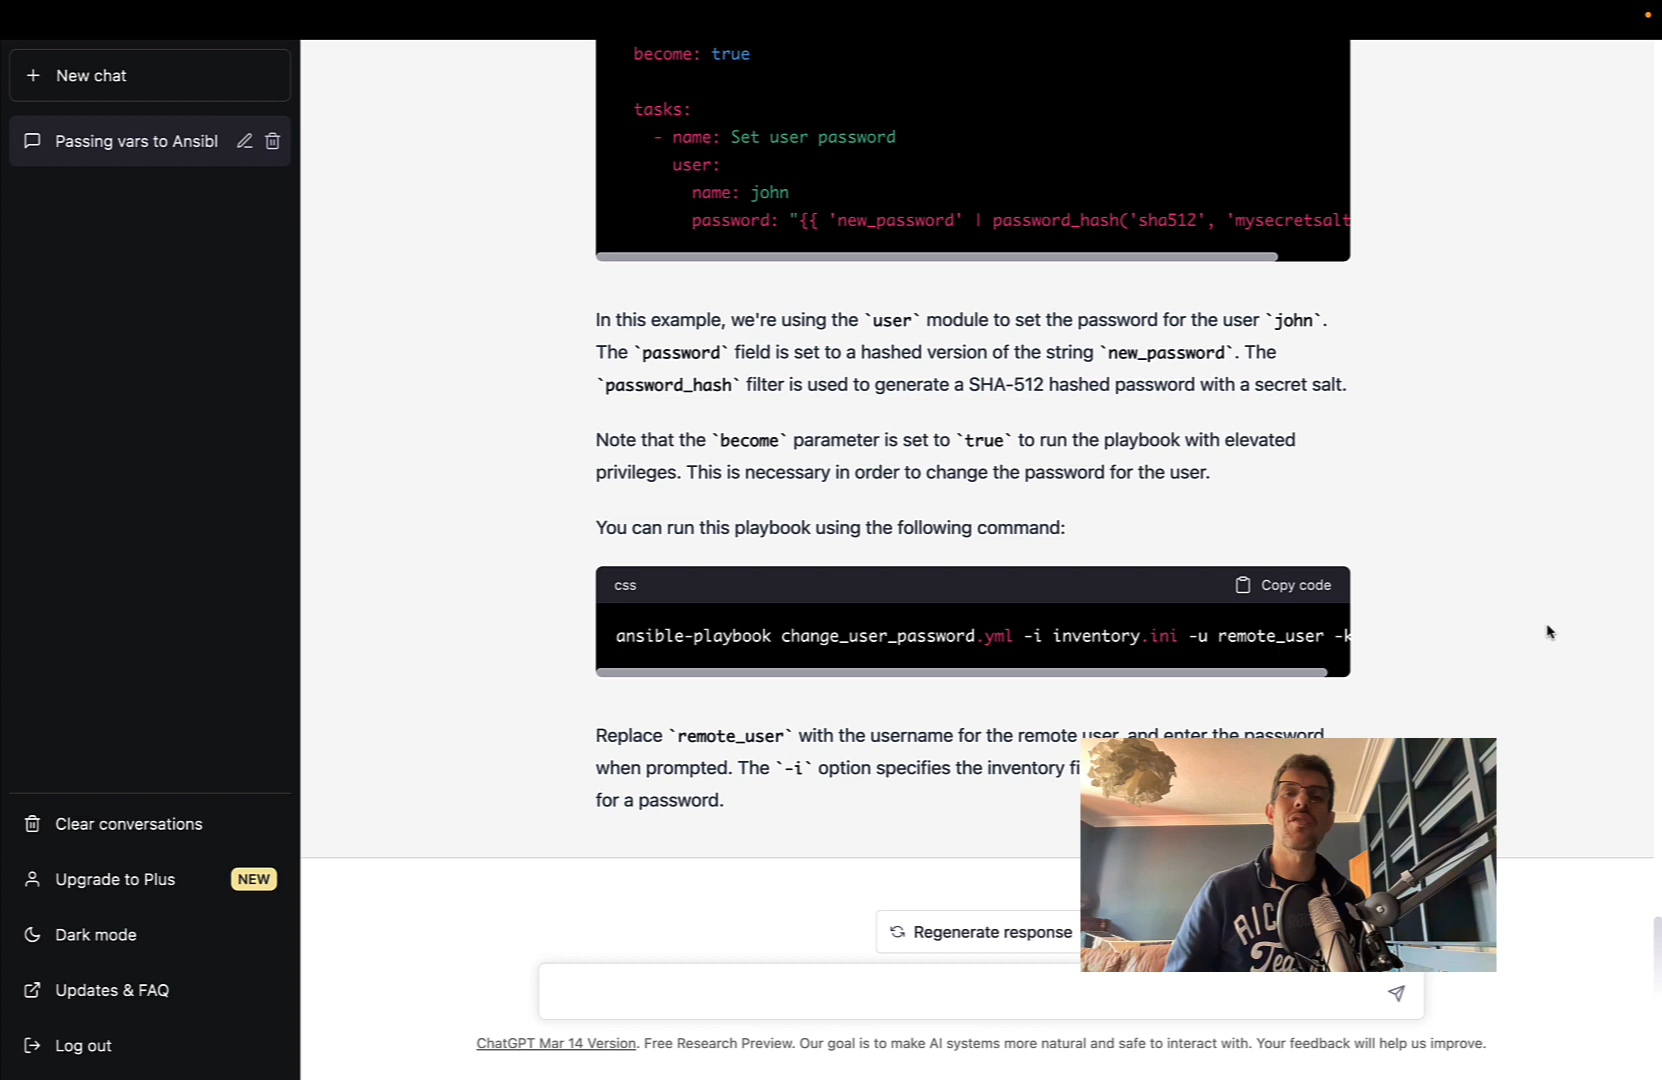 New chat
Passing vars to Ansibl
become: true
tasks:
- name: Set user password
user:
name: john
password: "{{ 'new_password' | password_hash('sha512', 'mysecretsalt
In this example, we're using the `user` module to set the password for the user `john`.
The `password` field is set to a hashed version of the string `new_password`. The
`password_hash` filter is used to generate a SHA-512 hashed password with a secret salt.
Note that the `become` parameter is set to `true` to run the playbook with elevated
privileges. This is necessary in order to change the password for the user.
You can run this playbook using the following command:
css
Copy code
ansible-playbook change_user_password.yml -i inventory.ini -u remote_user -k
Replace `remote_user` with the username for the remote user, and enter the password
when prompted. The `-i` option specifies the inventory fi
for a password.
Clear conversations
Upgrade to Plus NEW
Dark mode
Updates & FAQ
Log out
Regenerate response
AIC
Tea
ChatGPT Mar 14 Version. Free Research Preview. Our goal is to make AI systems more natural and safe to interact with. Your feedback will help us improve.